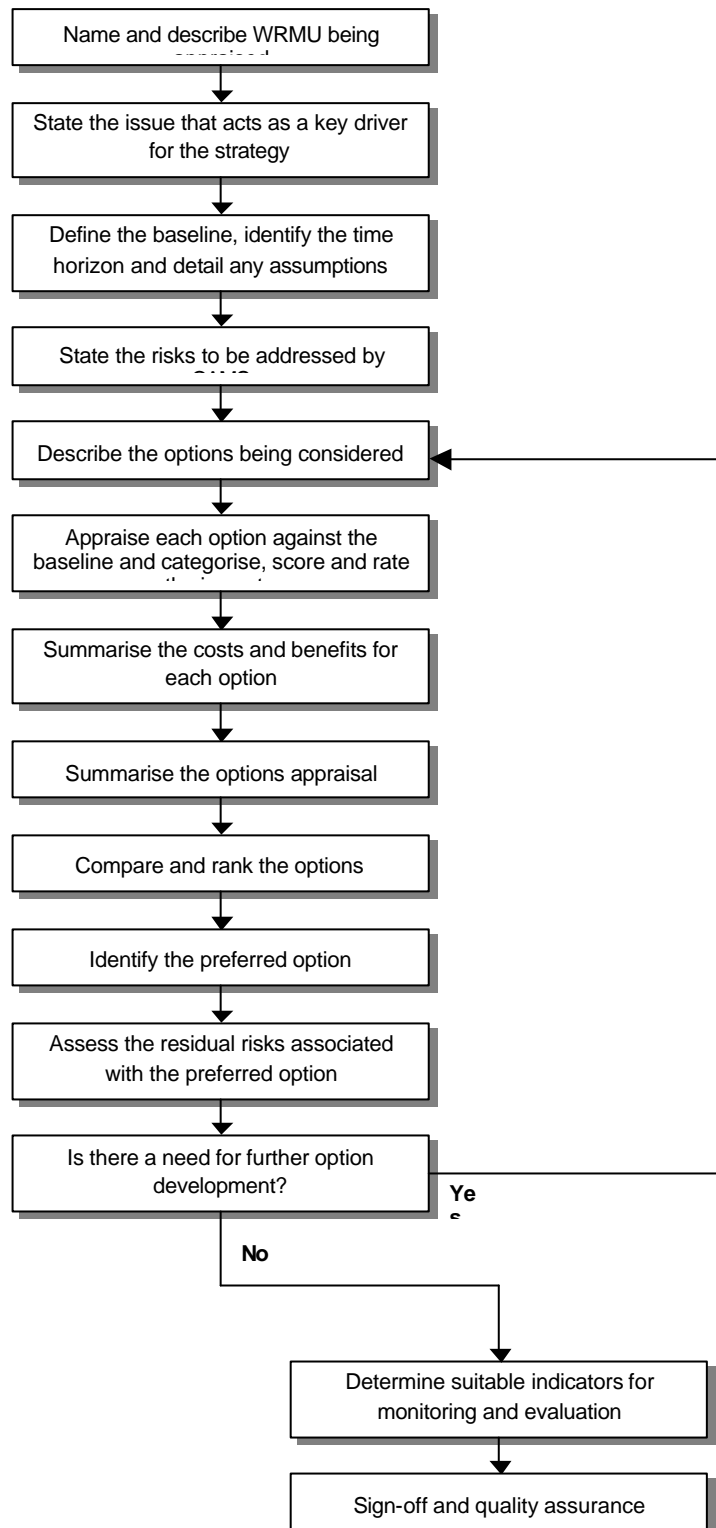 Name and describe WRMU being
State the issue that acts as a key driver
for the strategy
Define the baseline, identify the time
horizon and detail any assumptions
State the risks to be addressed by
Describe the options being considered
Appraise each option against the
baseline and categorise, score and rate
Summarise the costs and benefits for
each option
Summarise the options appraisal
Compare and rank the options
Identify the preferred option
Assess the residual risks associated
with the preferred option
Is there a need for further option
development?
Ye
s
No
Determine suitable indicators for
monitoring and evaluation
Sign-off and quality assurance